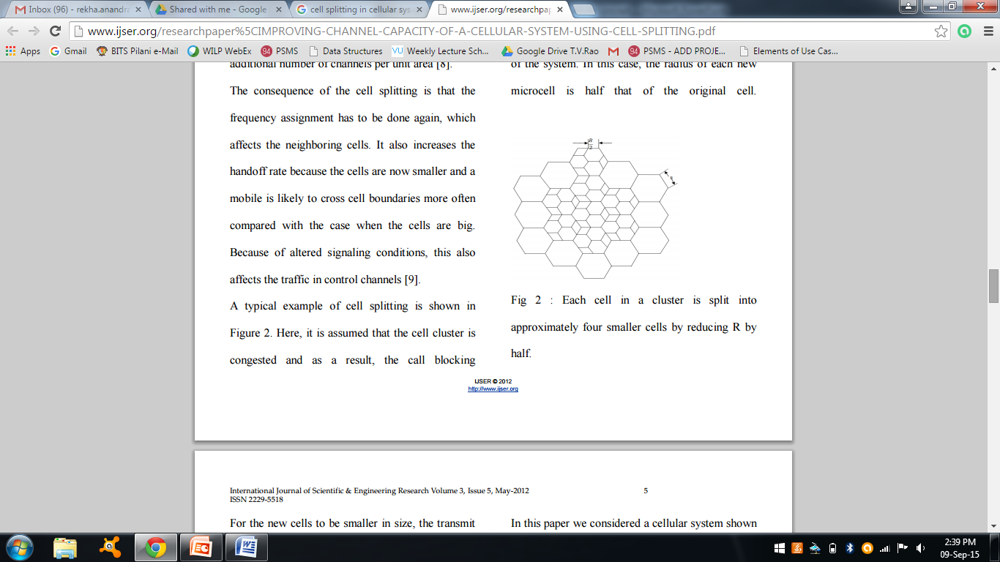 Inbox (96) - rekha.anandra
Shared with me - Google
cell splitting in cellular sys
www.ijser.org/researchpap
www.ijser.org/researchpaper%5CIMPROVING-CHANNEL-CAPACITY-OF-A-CELLULAR-SYSTEM-USING-CELL-SPLITTING.pdf
Apps Gmail BITS Pilani e-Mail WILP WebEx 94 PSMS Data Structures VU Weekly Lecture Sch... Google Drive T.V.Rao 94 PSMS - ADD PROJE... Elements of Use Cas...
additional number of channels per unit area [8].
The consequence of the cell splitting is that the
frequency assignment has to be done again, which
affects the neighboring cells. It also increases the
handoff rate because the cells are now smaller and a
mobile is likely to cross cell boundaries more often
compared with the case when the cells are big.
Because of altered signaling conditions, this also
affects the traffic in control channels [9].
A typical example of cell splitting is shown in
Figure 2. Here, it is assumed that the cell cluster is
congested and as a result, the call blocking
of the system. In this case, the radius of each new
microcell is half that of the original cell.
R
2
R
Fig 2 : Each cell in a cluster is split into
approximately four smaller cells by reducing R by
half.
IJSER © 2012
http://www.ijser.org
International Journal of Scientific & Engineering Research Volume 3, Issue 5, May-2012 5
ISSN 2229-5518
For the new cells to be smaller in size, the transmit
In this paper we considered a cellular system shown
2:39 PM
09-Sep-15